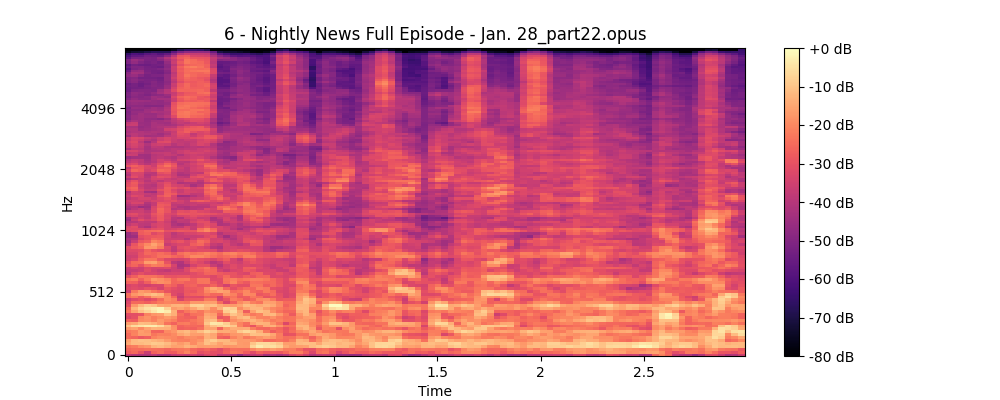 6 - Nightly News Full Episode - Jan. 28_part22.opus
Hz
4096
2048
1024
512
0
0
0.5
1
1.5
2
2.5
Time
+0 dB
-10 dB
-20 dB
-30 dB
-40 dB
-50 dB
-60 dB
-70 dB
-80 dB